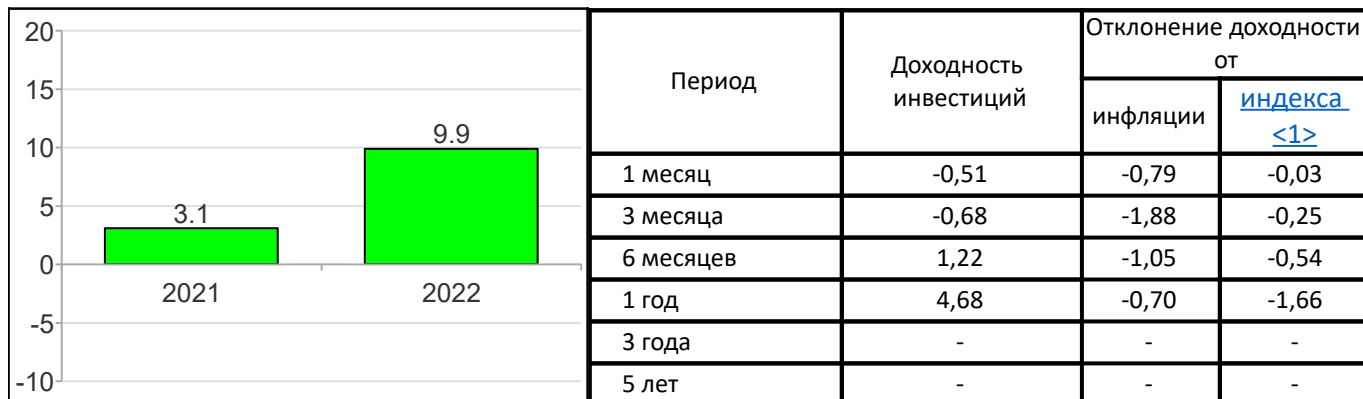 20
15
10
5
0
-5
-10
3.1
9.9
2021
2022
Период
Доходность
инвестиций
Отклонение доходности
от
инфляции
индекса
<1>
1 месяц -0,51 -0,79 -0,03
3 месяца -0,68 -1,88 -0,25
6 месяцев 1,22 -1,05 -0,54
1 год 4,68 -0,70 -1,66
3 года - - -
5 лет - - -